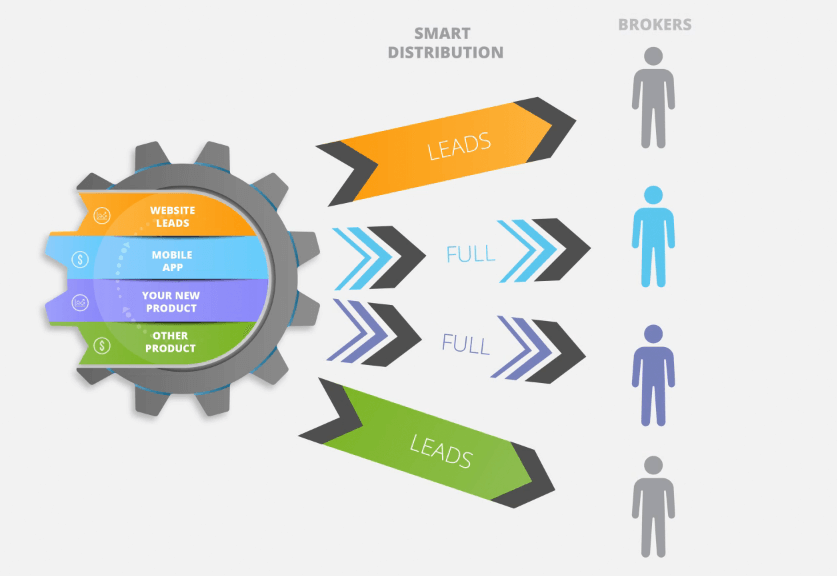 SMART
DISTRIBUTION
BROKERS
WEBSITE
LEADS
MOBILE
APP
YOUR NEW
PRODUCT
OTHER
PRODUCT
LEADS
FULL
FULL
LEADS
$
$